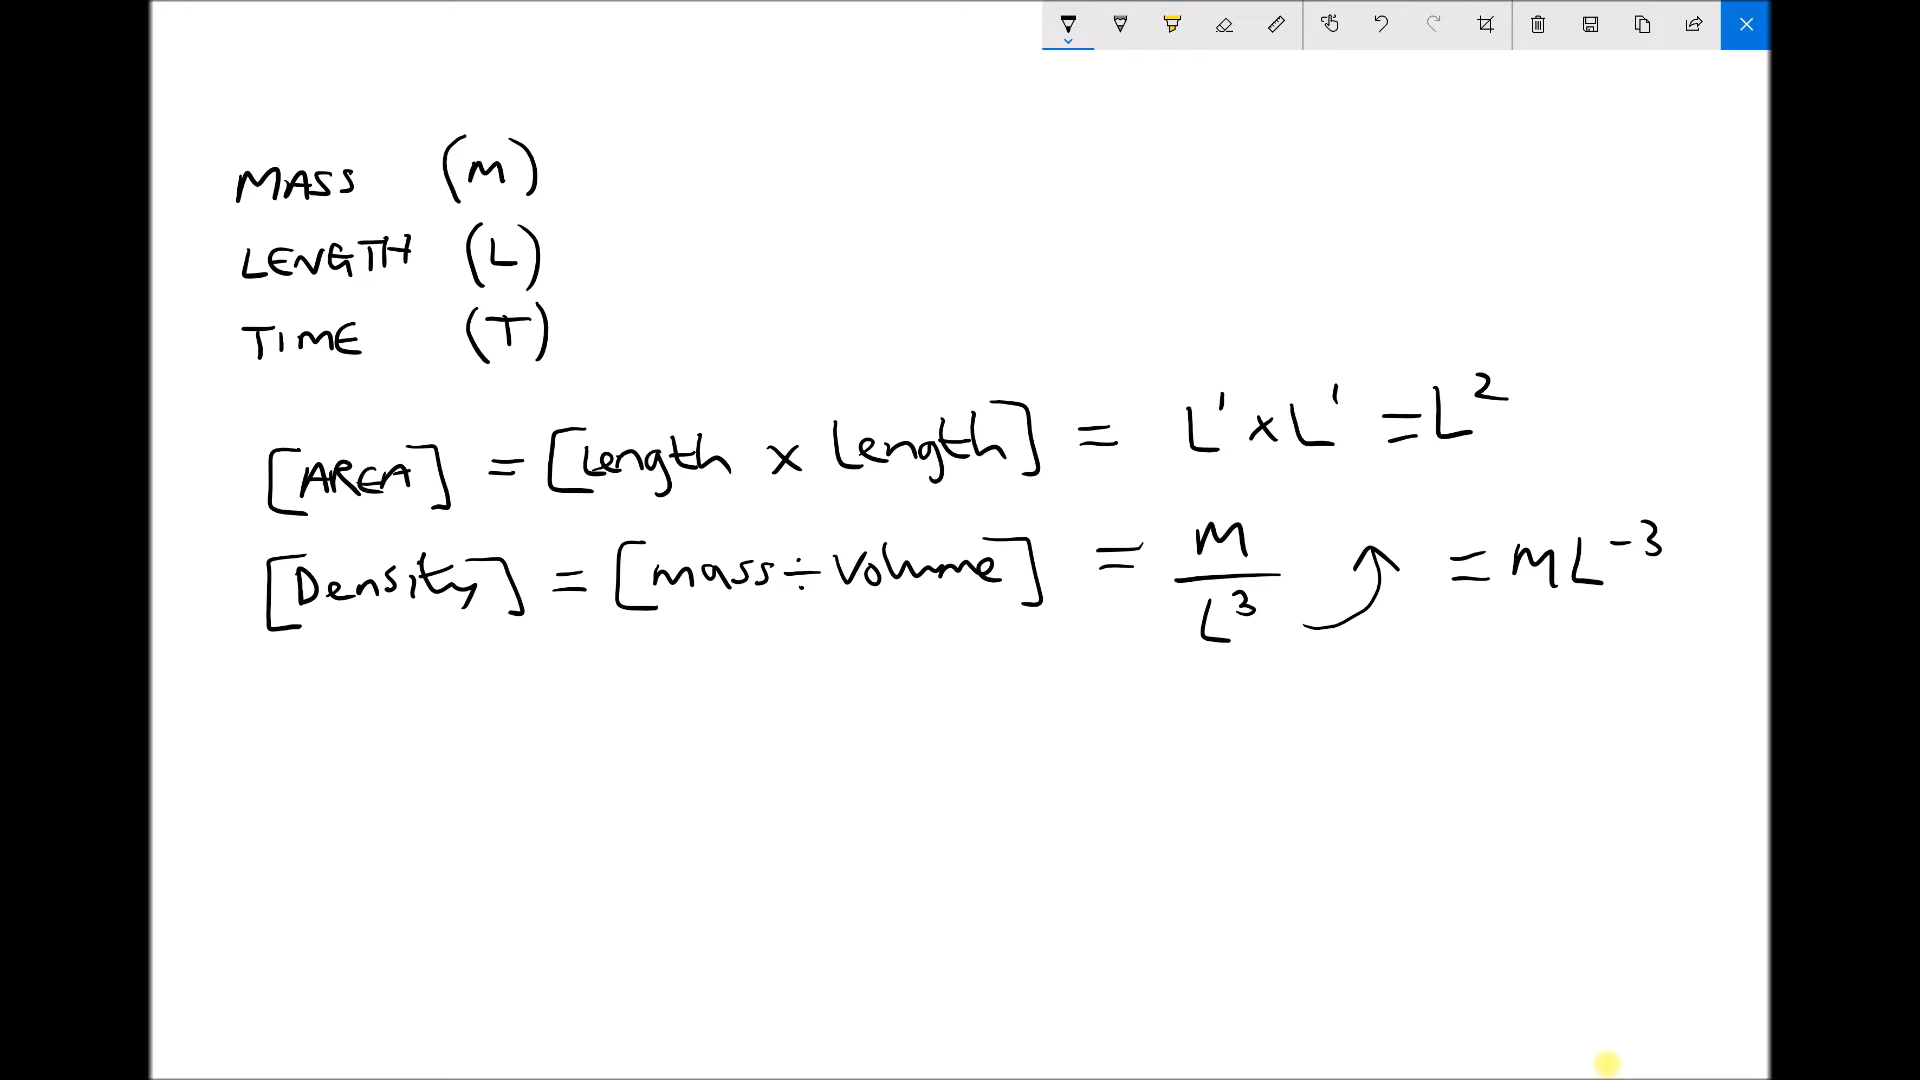 MASS (M)
LENGTH (L)
TIME (T)
[AREA] = [Length x Length] = L¹ x L¹ = L²
[Density] = [mass ÷ Volume] = M/L³ = ML⁻³